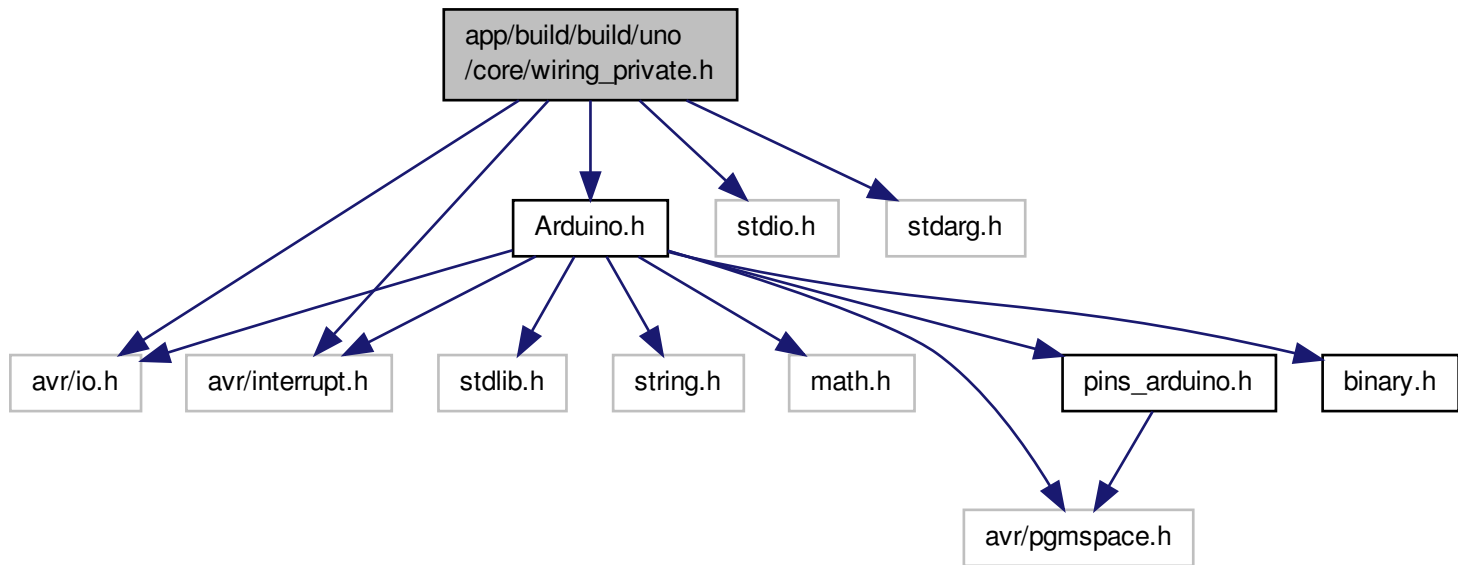 app/build/build/uno
/core/wiring_private.h
Arduino.h
stdio.h
stdarg.h
avr/io.h
avr/interrupt.h
stdlib.h
string.h
math.h
pins_arduino.h
binary.h
avr/pgmspace.h